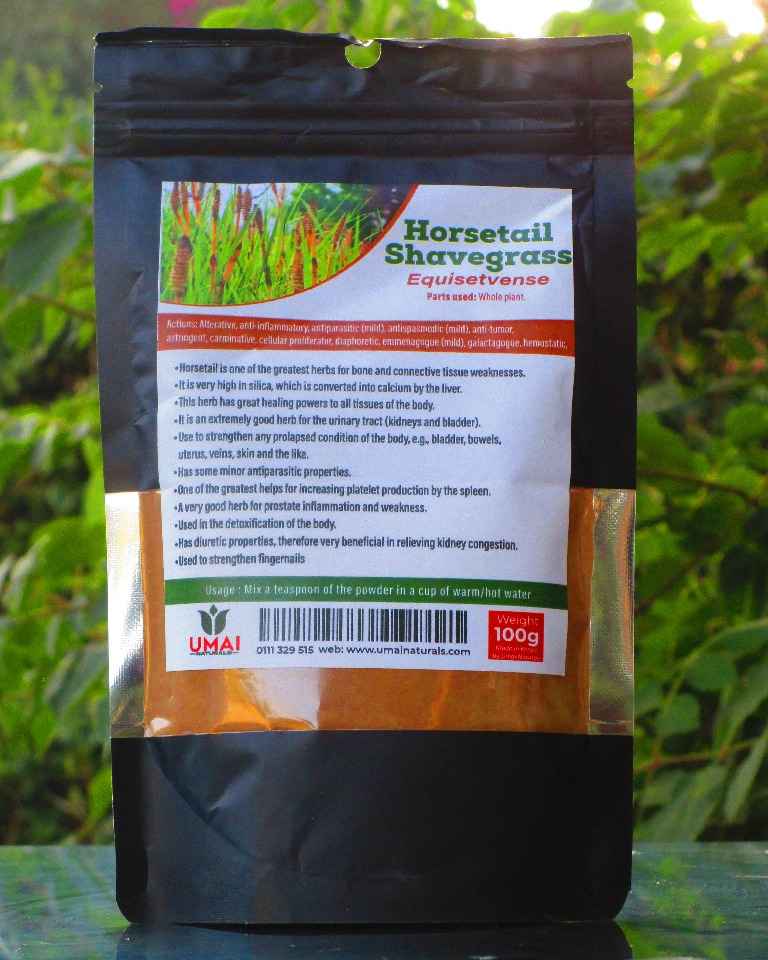 Horsetail
Shavegrass
Equisetvense
Parts used: Whole plant.
Actions: Alterative, anti-inflammatory, antiparasitic (mild), antispasmodic (mild), anti-tumor,
astringent, carminative, cellular proliferator, diaphoretic, emmenagogue (mild), galactagogue, hemostatic,
•Horsetail is one of the greatest herbs for bone and connective tissue weaknesses.
•It is very high in silica, which is converted into calcium by the liver.
•This herb has great healing powers to all tissues of the body.
•It is an extremely good herb for the urinary tract (kidneys and bladder).
•Use to strengthen any prolapsed condition of the body, e.g., bladder, bowels,
uterus, veins, skin and the like.
•Has some minor antiparasitic properties.
•One of the greatest helps for increasing platelet production by the spleen.
•A very good herb for prostate inflammation and weakness.
•Used in the detoxification of the body.
•Has diuretic properties, therefore very beneficial in relieving kidney congestion.
•Used to strengthen fingernails
Usage : Mix a teaspoon of the powder in a cup of warm/hot water
UMAI
NATURALS
0111 329 515 web: www.umainaturals.com
Weight
100g